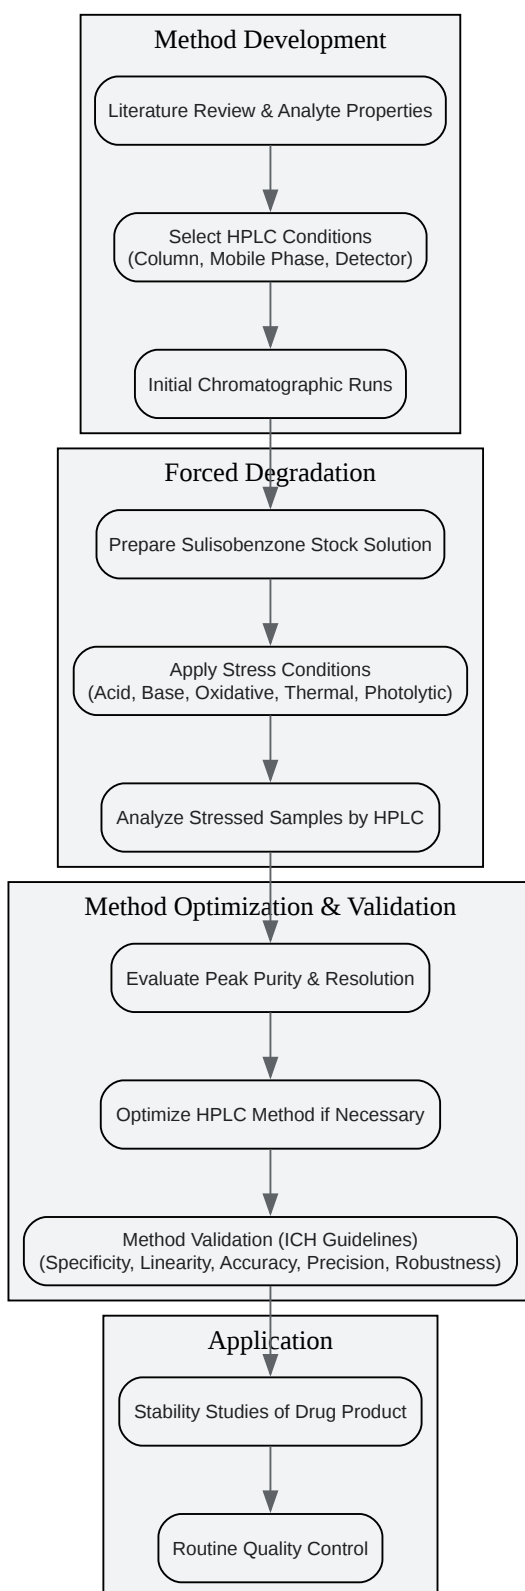 Method Development
Literature Review & Analyte Properties
Select HPLC Conditions
(Column, Mobile Phase, Detector)
Initial Chromatographic Runs
Forced Degradation
Prepare Sulisobenzone Stock Solution
Apply Stress Conditions
(Acid, Base, Oxidative, Thermal, Photolytic)
Analyze Stressed Samples by HPLC
Method Optimization & Validation
Evaluate Peak Purity & Resolution
Optimize HPLC Method if Necessary
Method Validation (ICH Guidelines)
(Specificity, Linearity, Accuracy, Precision, Robustness)
Application
Stability Studies of Drug Product
Routine Quality Control